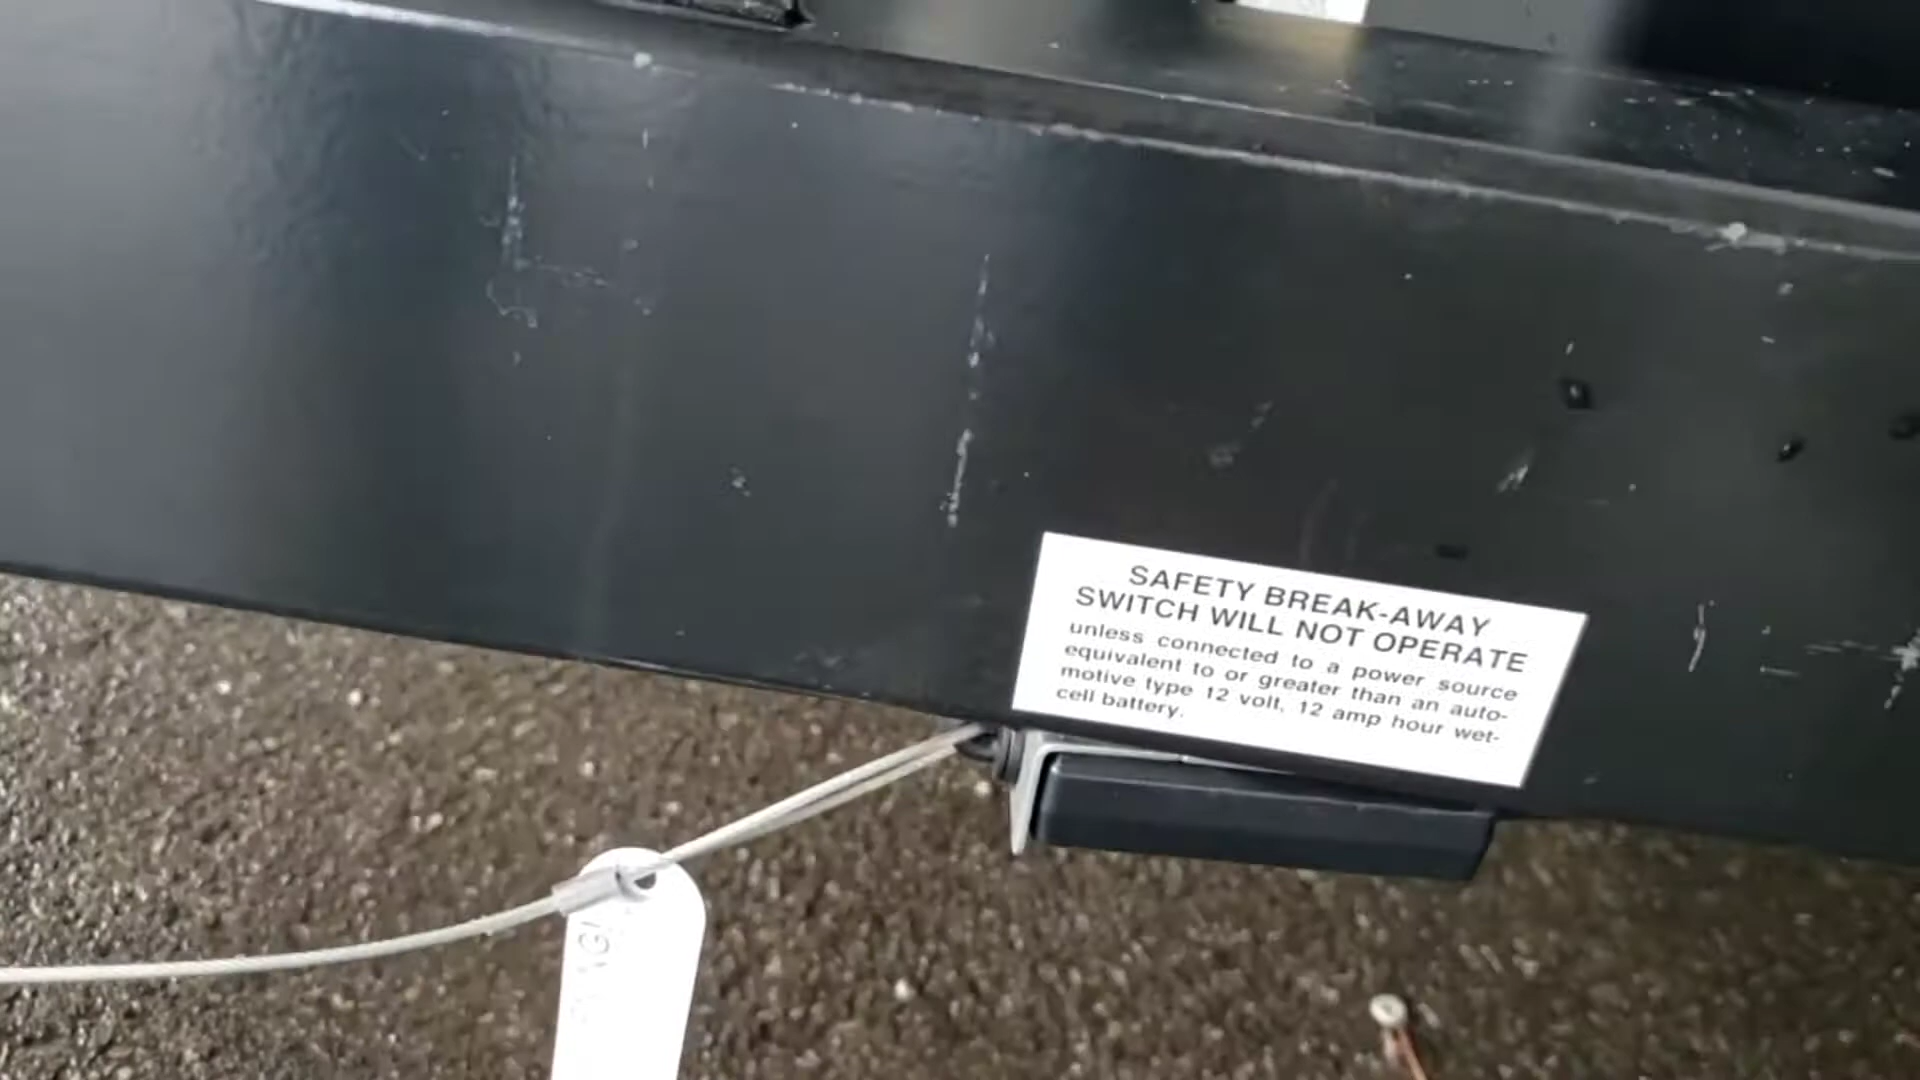 SAFETY BREAK-AWAY
SWITCH WILL NOT OPERATE
unless connected to a power source
equivalent to or greater than an auto-
motive type 12 volt, 12 amp hour wet-
cell battery.